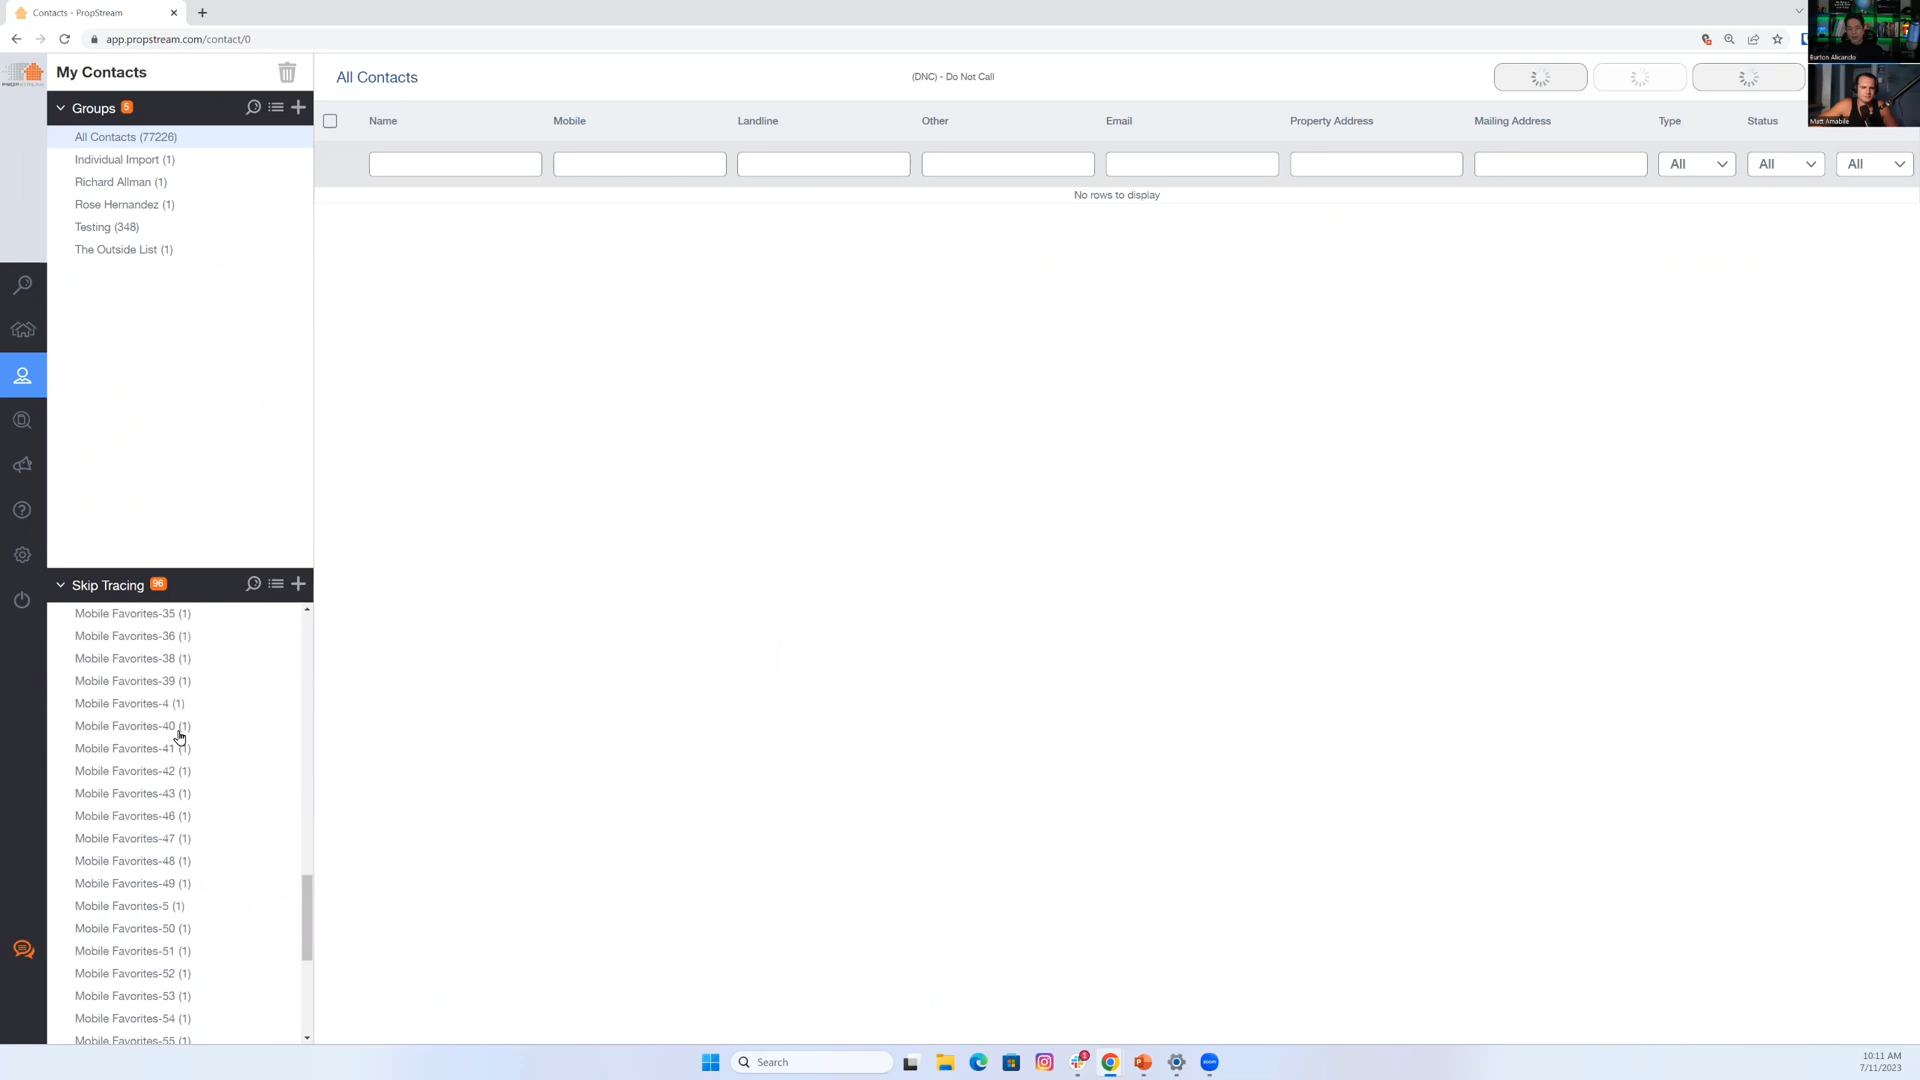 Contacts - PropStream
app.propstream.com/contact/0
Burton Alicando
Matt Amabile
PROPSTREAM
My Contacts
Groups 5
All Contacts (77226)
Individual Import (1)
Richard Allman (1)
Rose Hernandez (1)
Testing (348)
The Outside List (1)
Skip Tracing 96
Mobile Favorites-35 (1)
Mobile Favorites-36 (1)
Mobile Favorites-38 (1)
Mobile Favorites-39 (1)
Mobile Favorites-4 (1)
Mobile Favorites-40 (1)
Mobile Favorites-41 (1)
Mobile Favorites-42 (1)
Mobile Favorites-43 (1)
Mobile Favorites-46 (1)
Mobile Favorites-47 (1)
Mobile Favorites-48 (1)
Mobile Favorites-49 (1)
Mobile Favorites-5 (1)
Mobile Favorites-50 (1)
Mobile Favorites-51 (1)
Mobile Favorites-52 (1)
Mobile Favorites-53 (1)
Mobile Favorites-54 (1)
Mobile Favorites-55 (1)
All Contacts
(DNC) - Do Not Call
Name Mobile Landline Other Email Property Address Mailing Address Type Status
All All All
No rows to display
Search
1
zoom
10:11 AM
7/11/2023